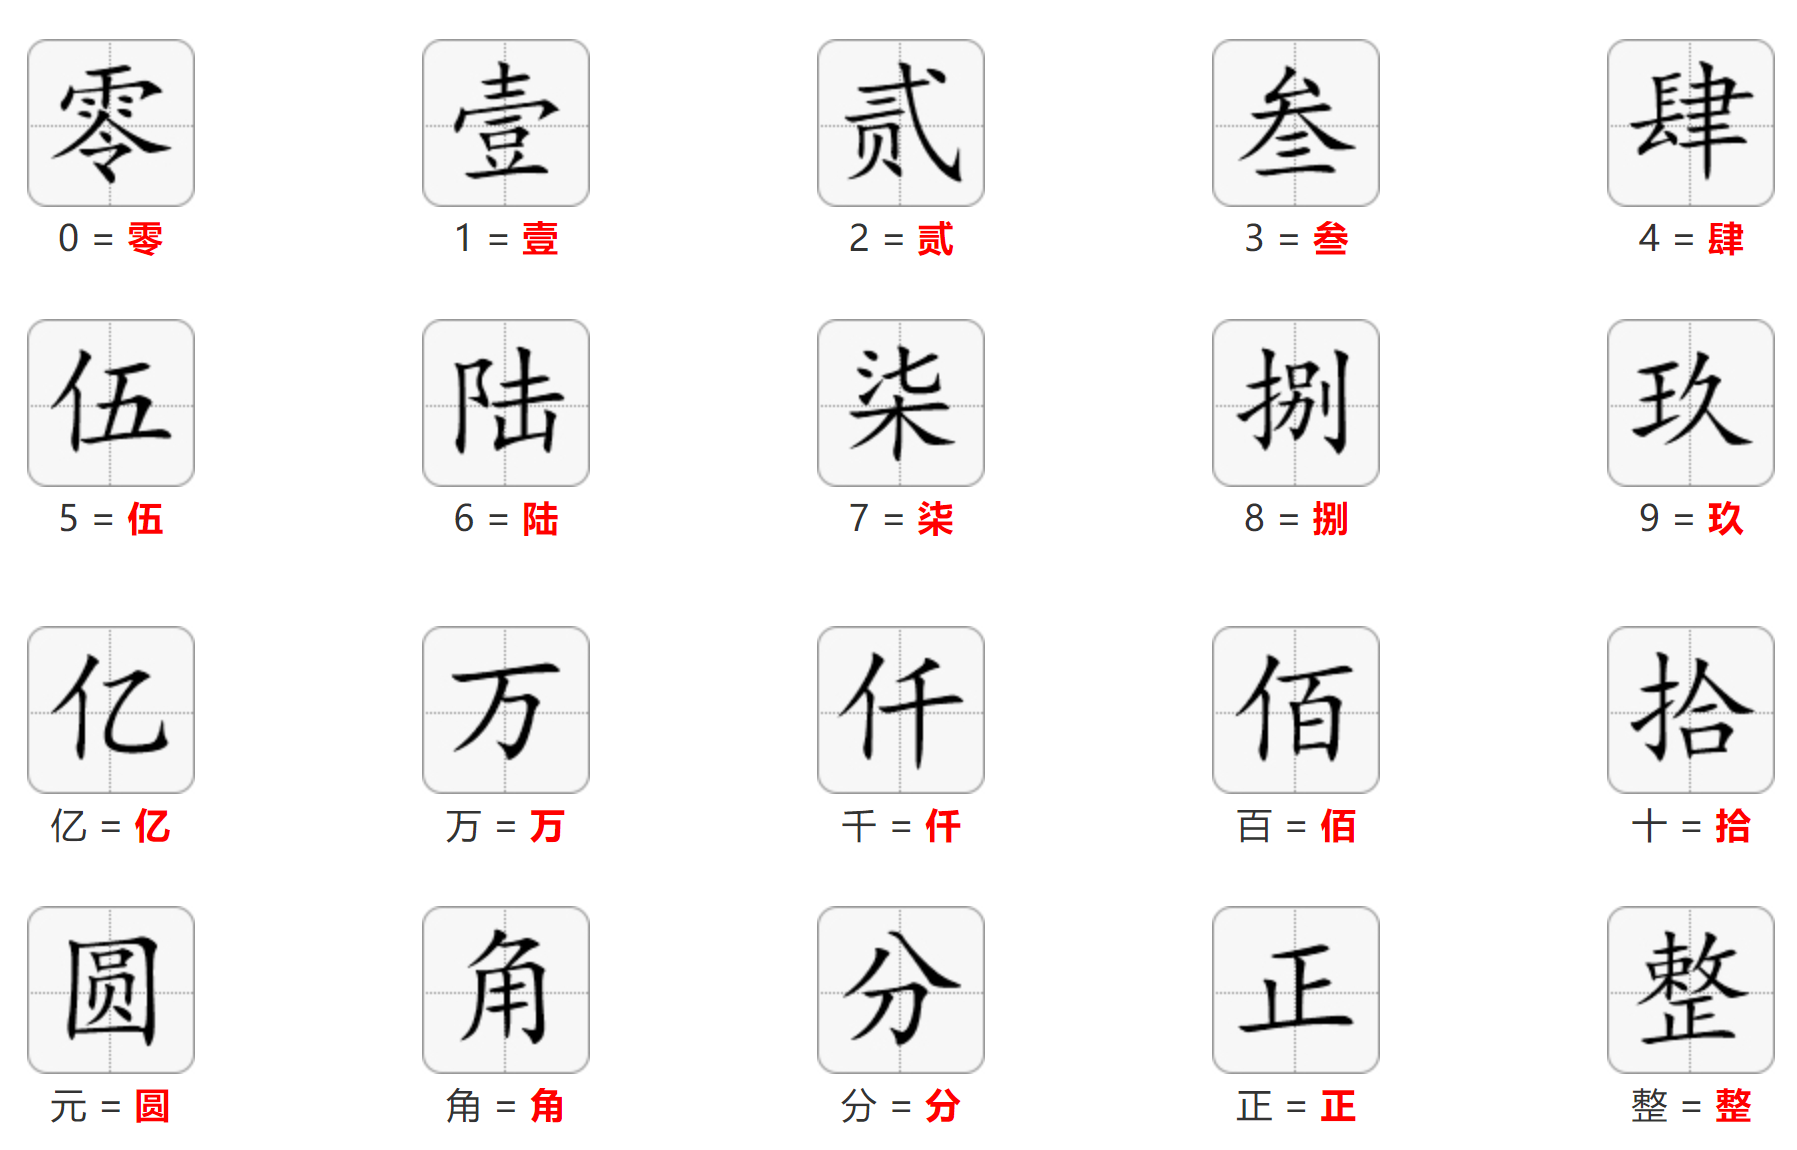 零 壹 贰 叁 肆
0 = 零 1 = 壹 2 = 贰 3 = 叁 4 = 肆
伍 陆 柒 捌 玖
5 = 伍 6 = 陆 7 = 柒 8 = 捌 9 = 玖
亿 万 仟 佰 拾
亿 = 亿 万 = 万 千 = 仟 百 = 佰 十 = 拾
圆 角 分 正 整
元 = 圆 角 = 角 分 = 分 正 = 正 整 = 整